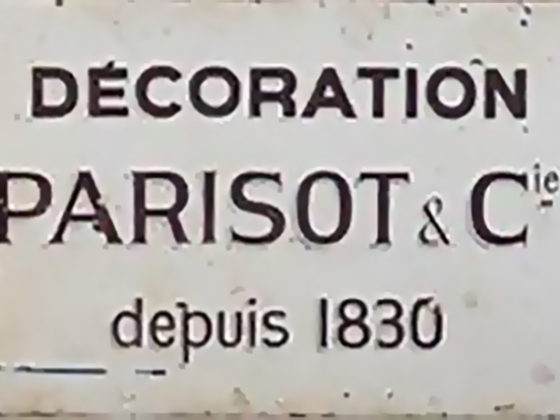 DÉCORATION
PARISOT & Cie
depuis 1830